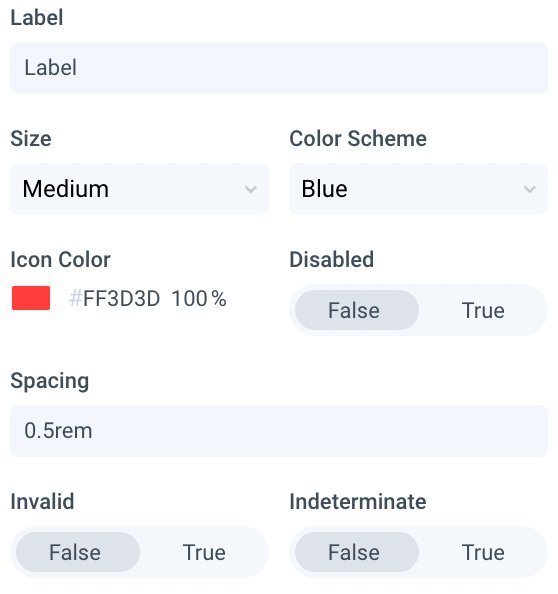 Label
Label
Size Color Scheme
Medium Blue
Icon Color Disabled
#FF3D3D 100% False True
Spacing
0.5rem
Invalid Indeterminate
False True False True